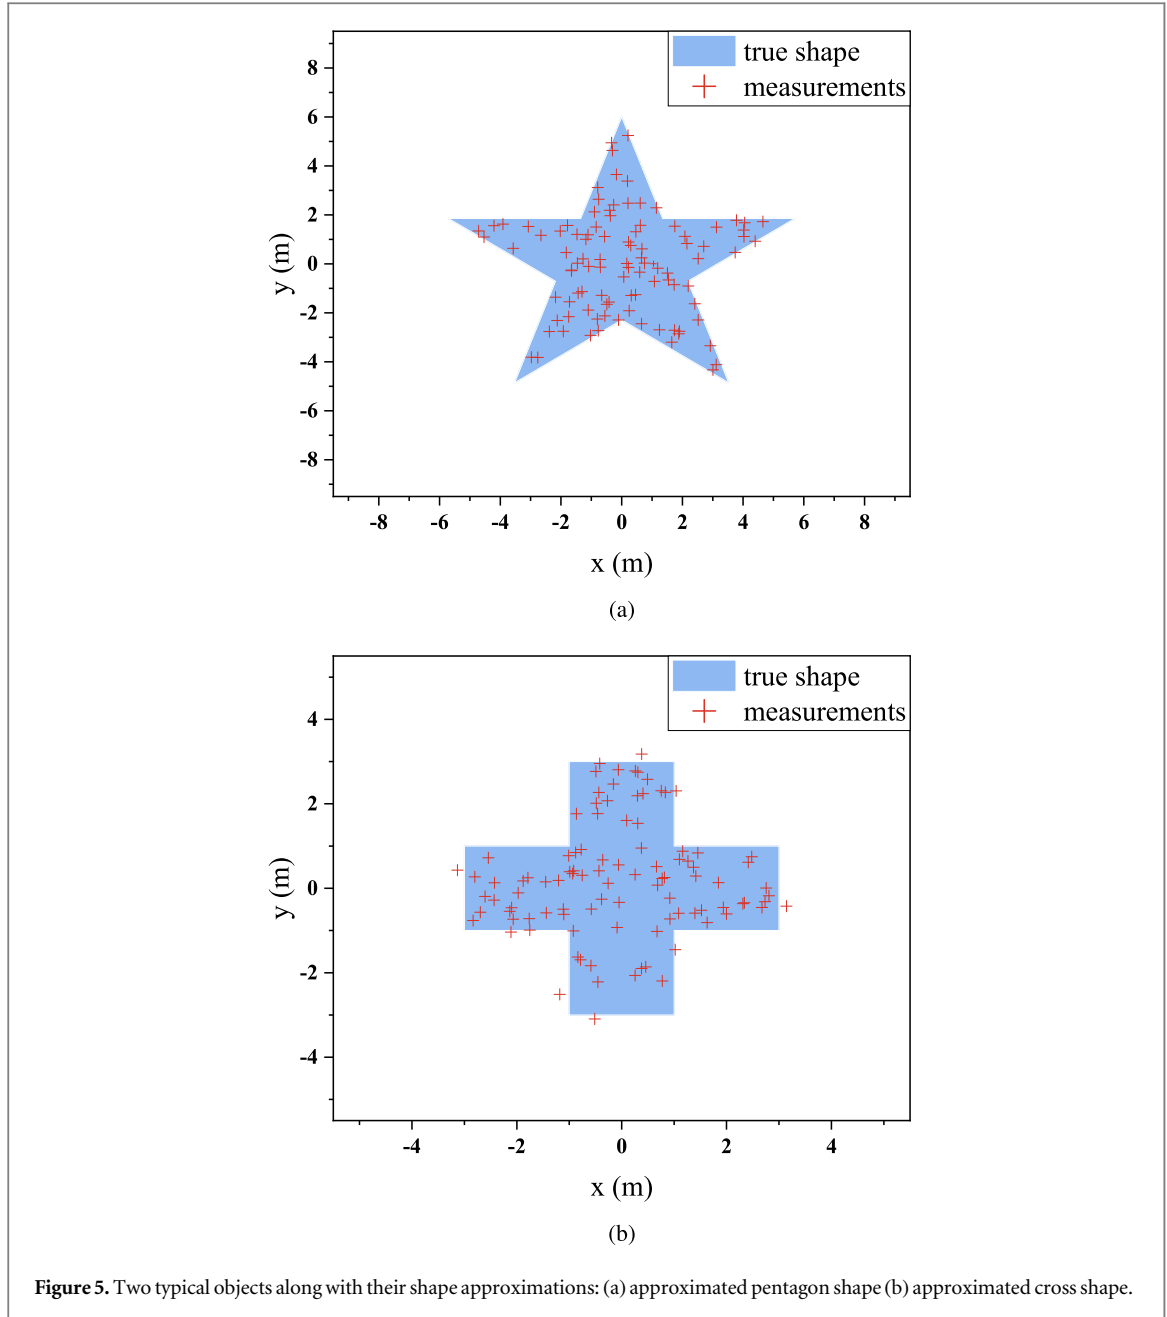 true shape
measurements
8
6
4
2
0
-2
-4
-6
-8
y (m)
-8 -6 -4 -2 0 2 4 6 8
x (m)
(a)
true shape
measurements
4
2
0
-2
-4
y (m)
-4 -2 0 2 4
x (m)
(b)
Figure 5. Two typical objects along with their shape approximations: (a) approximated pentagon shape (b) approximated cross shape.